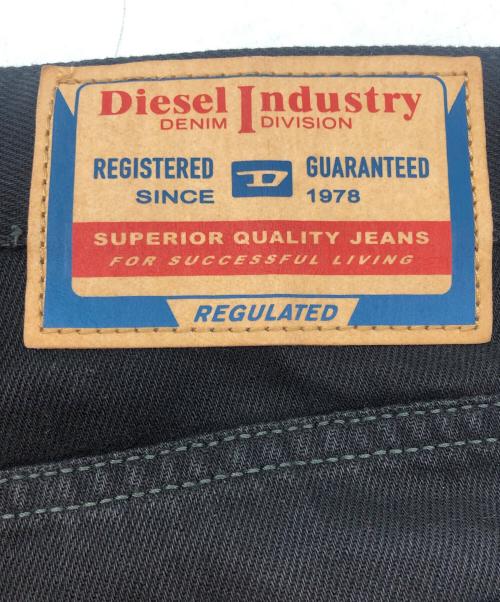 Diesel Industry
DENIM DIVISION
REGISTERED D GUARANTEED
SINCE 1978
SUPERIOR QUALITY JEANS
FOR SUCCESSFUL LIVING
REGULATED